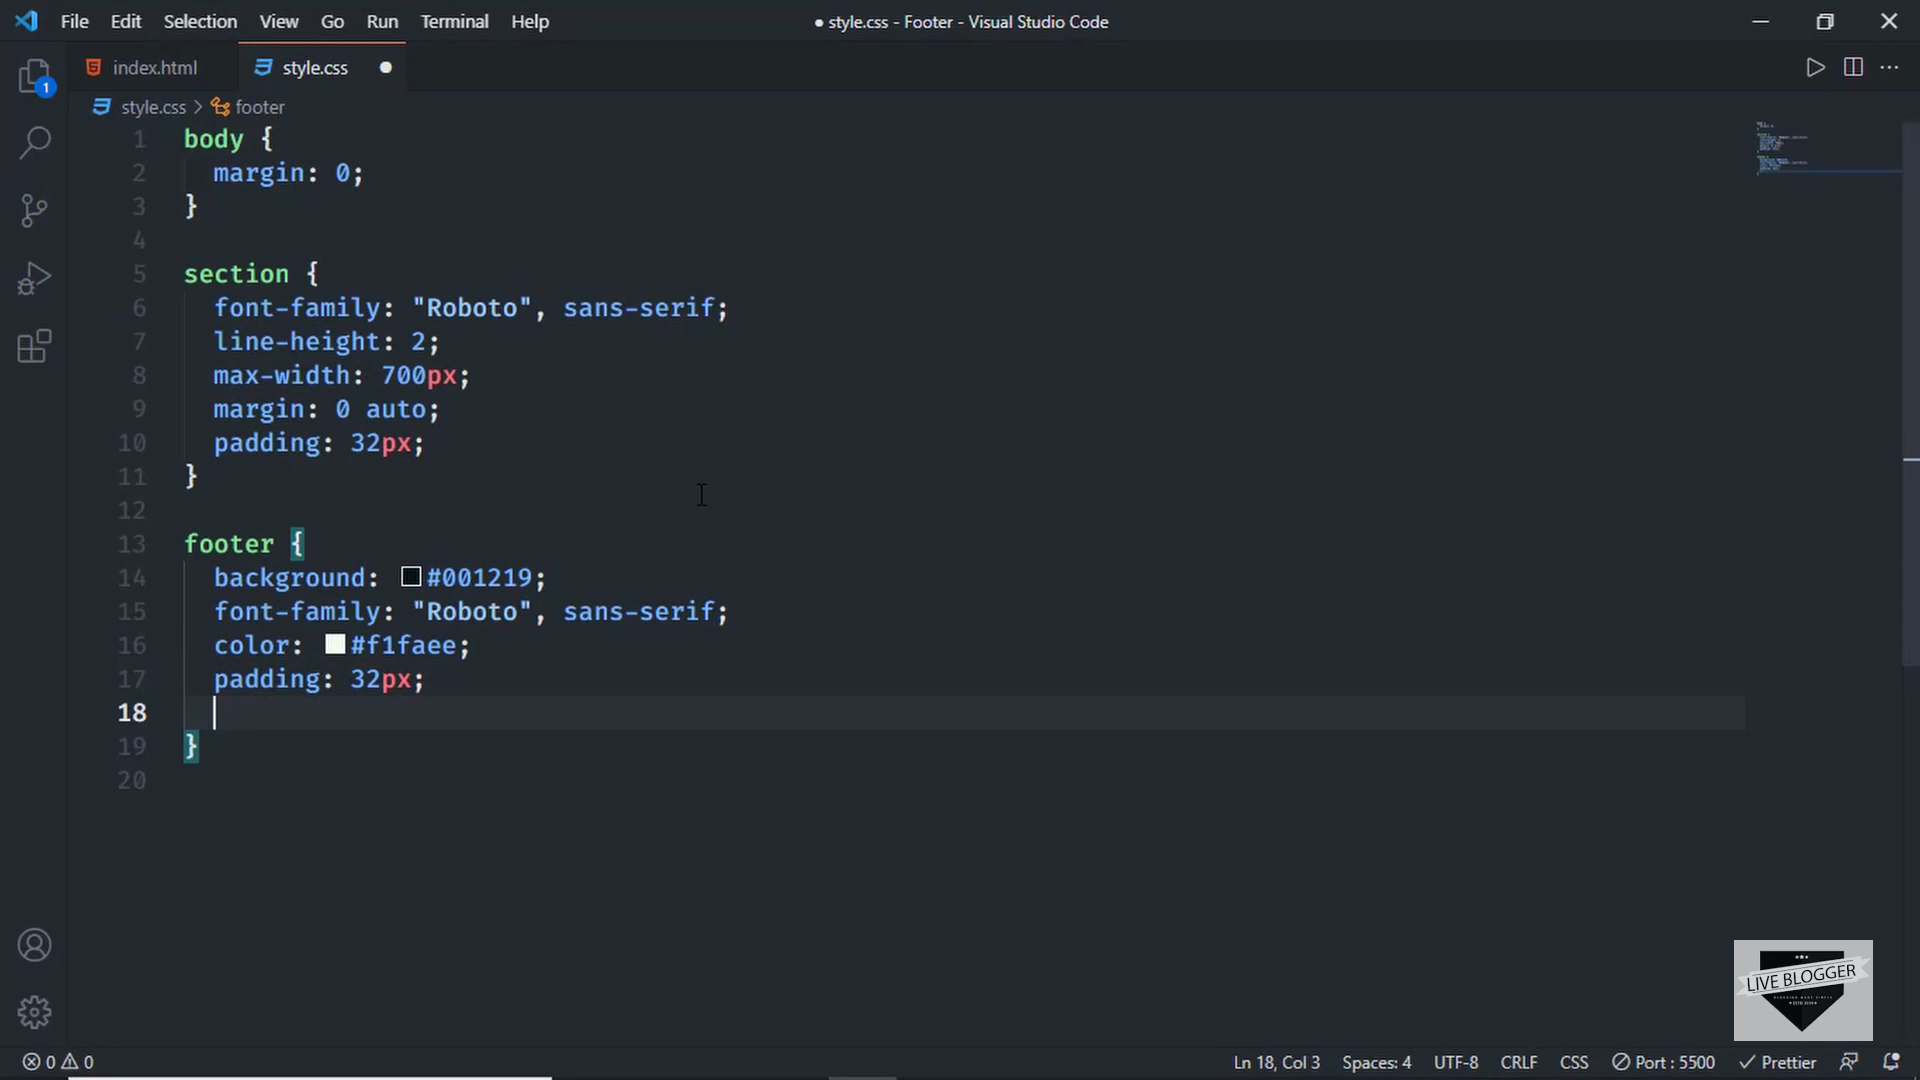 File Edit Selection View Go Run Terminal Help
● style.css - Footer - Visual Studio Code
index.html
style.css
style.css > footer
1
1 body {
2 margin: 0;
3 }
4
5 section {
6 font-family: "Roboto", sans-serif;
7 line-height: 2;
8 max-width: 700px;
9 margin: 0 auto;
10 padding: 32px;
11 }
12
13 footer {
14 background: #001219;
15 font-family: "Roboto", sans-serif;
16 color: #f1faee;
17 padding: 32px;
18
19 }
20
LIVE BLOGGER
0 0
Ln 18, Col 3 Spaces: 4 UTF-8 CRLF CSS Port : 5500 Prettier